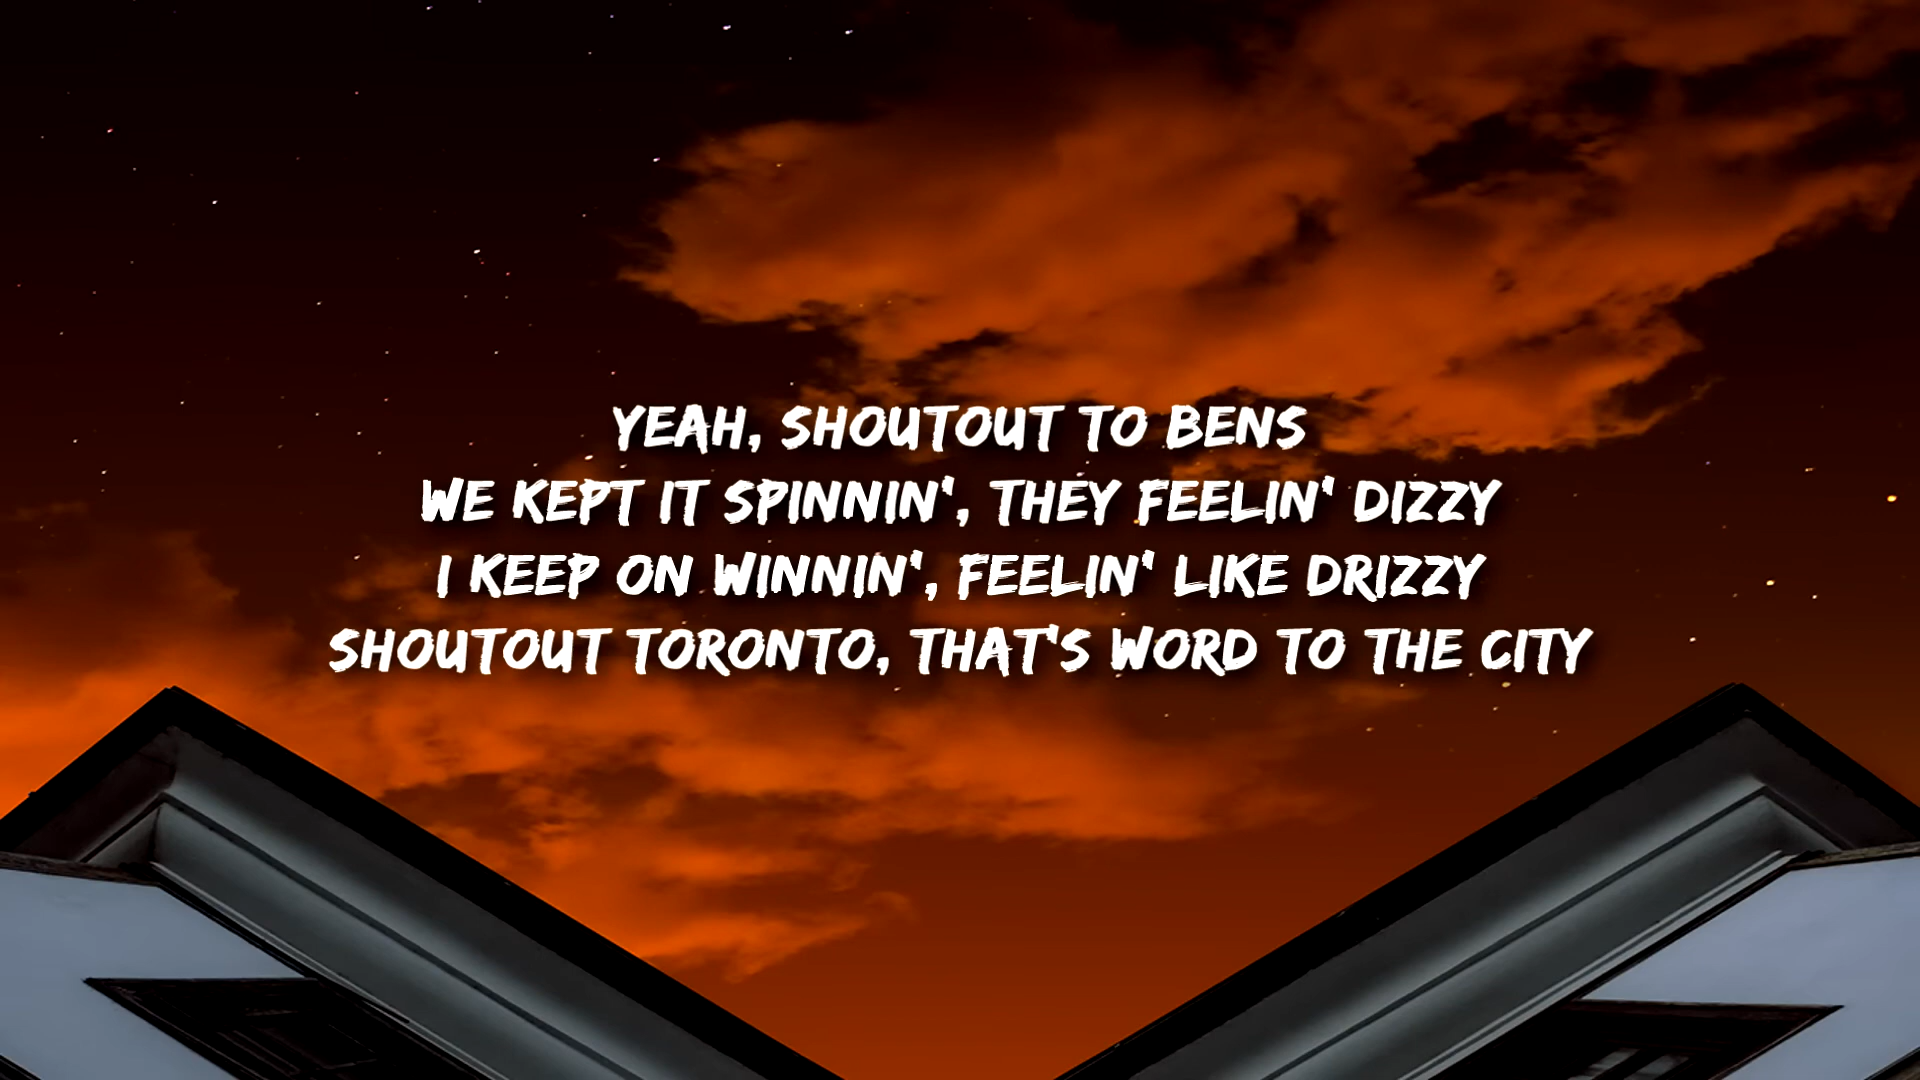 YEAH, SHOUTOUT TO BENS
WE KEPT IT SPINNIN', THEY FEELIN' DIZZY
I KEEP ON WINNIN', FEELIN' LIKE DRIZZY
SHOUTOUT TORONTO, THAT'S WORD TO THE CITY